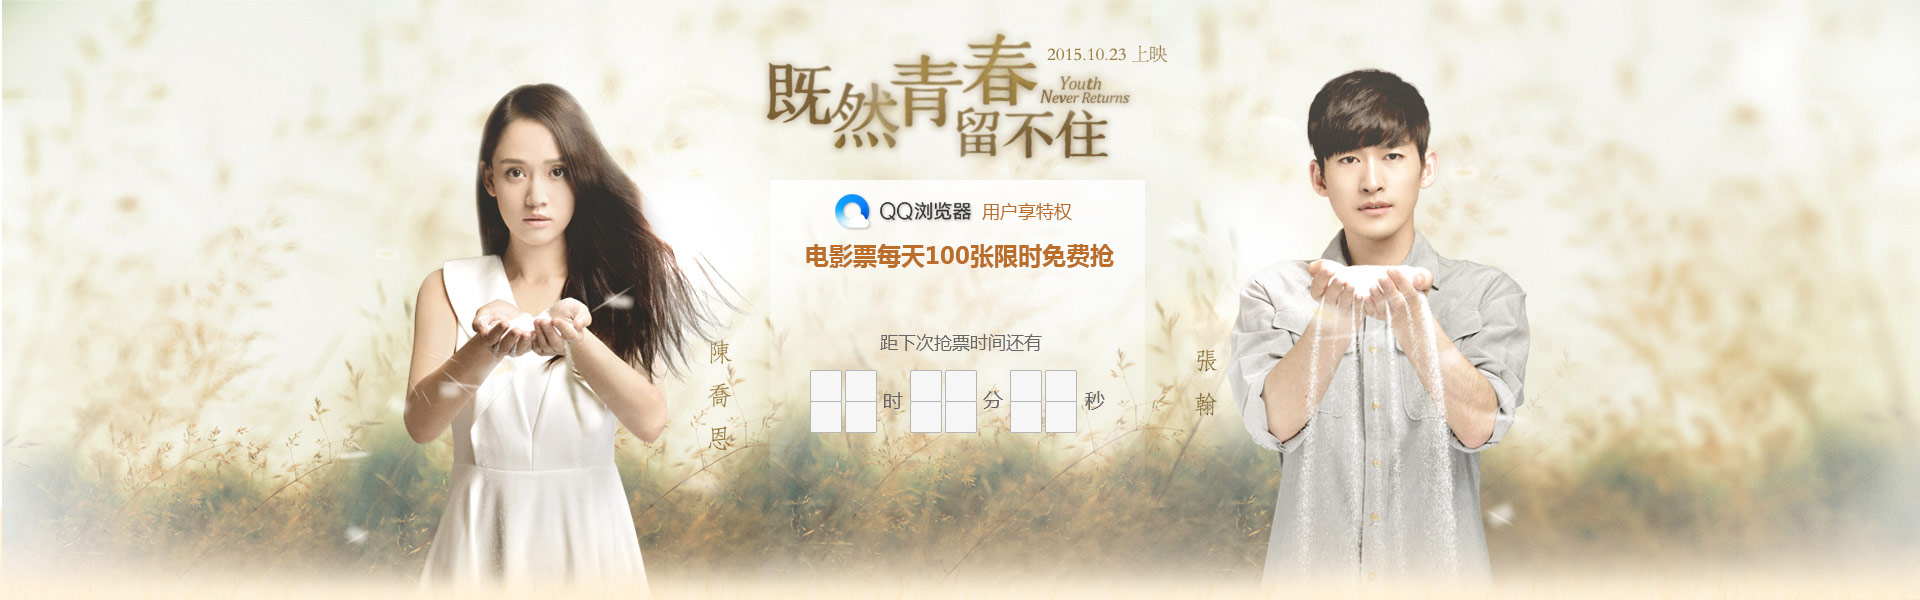 既然青春留不住
2015.10.23 上映
Youth
Never Returns
QQ浏览器 用户享特权
电影票每天100张限时免费抢
距下次抢票时间还有
时 分 秒
陳喬恩
張翰